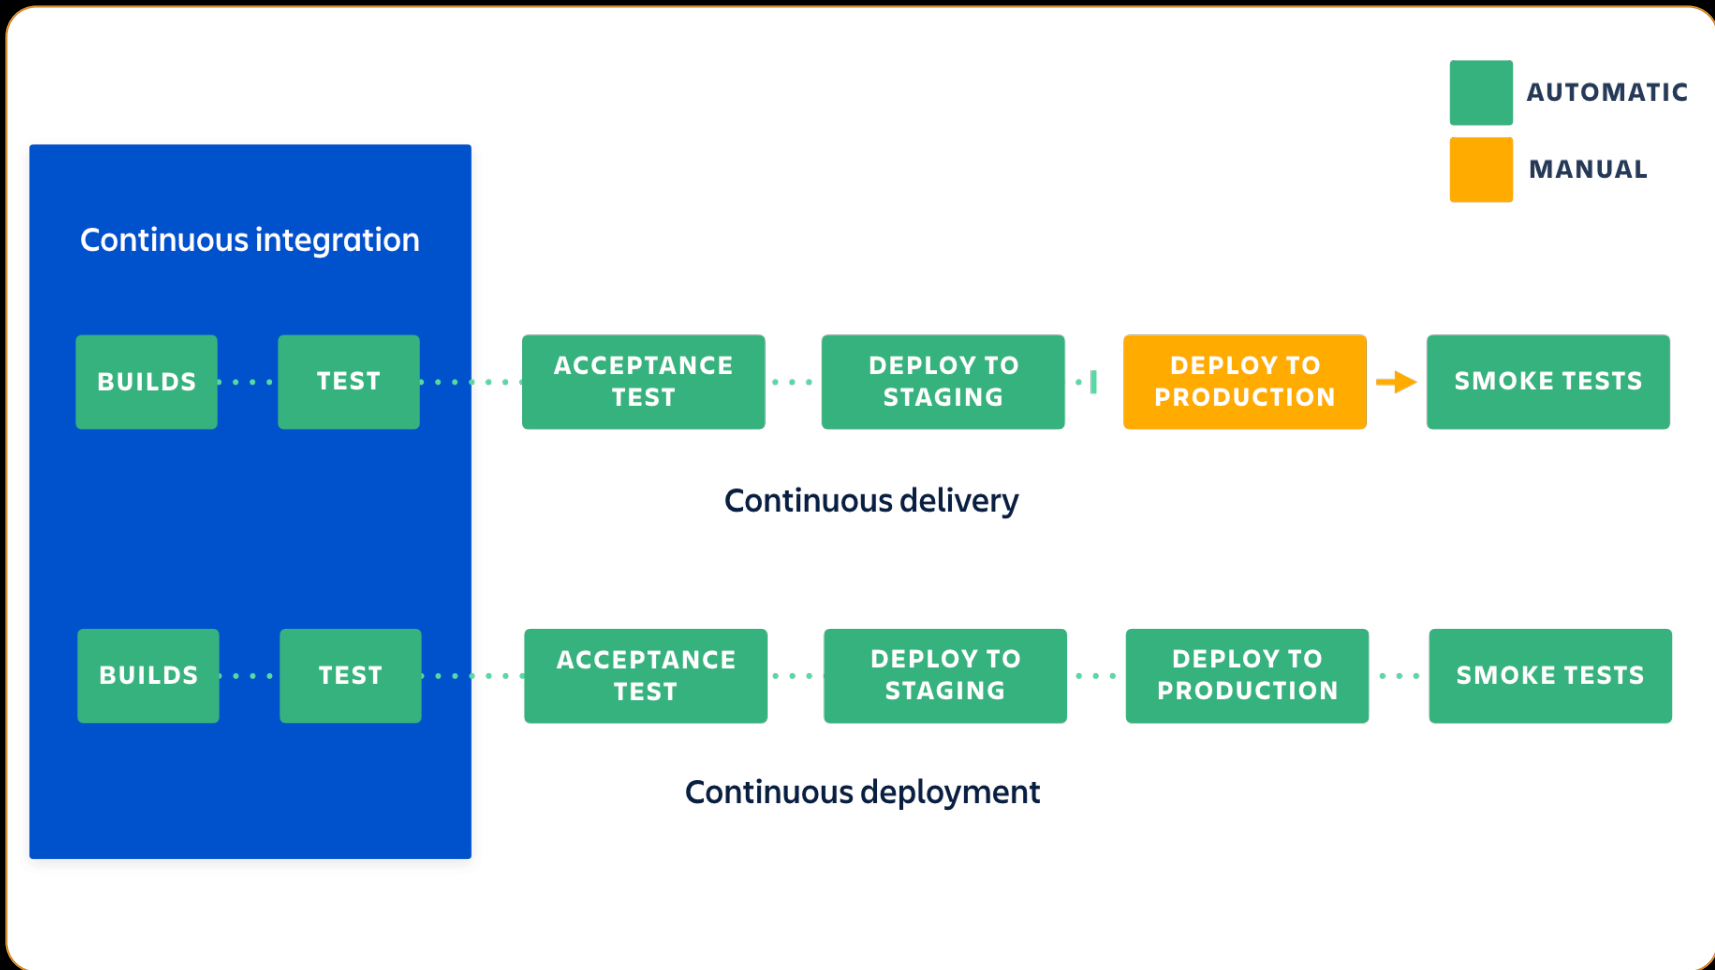 AUTOMATIC
MANUAL
Continuous integration
BUILDS
TEST
ACCEPTANCE
TEST
DEPLOY TO
STAGING
DEPLOY TO
PRODUCTION
SMOKE TESTS
Continuous delivery
BUILDS
TEST
ACCEPTANCE
TEST
DEPLOY TO
STAGING
DEPLOY TO
PRODUCTION
SMOKE TESTS
Continuous deployment